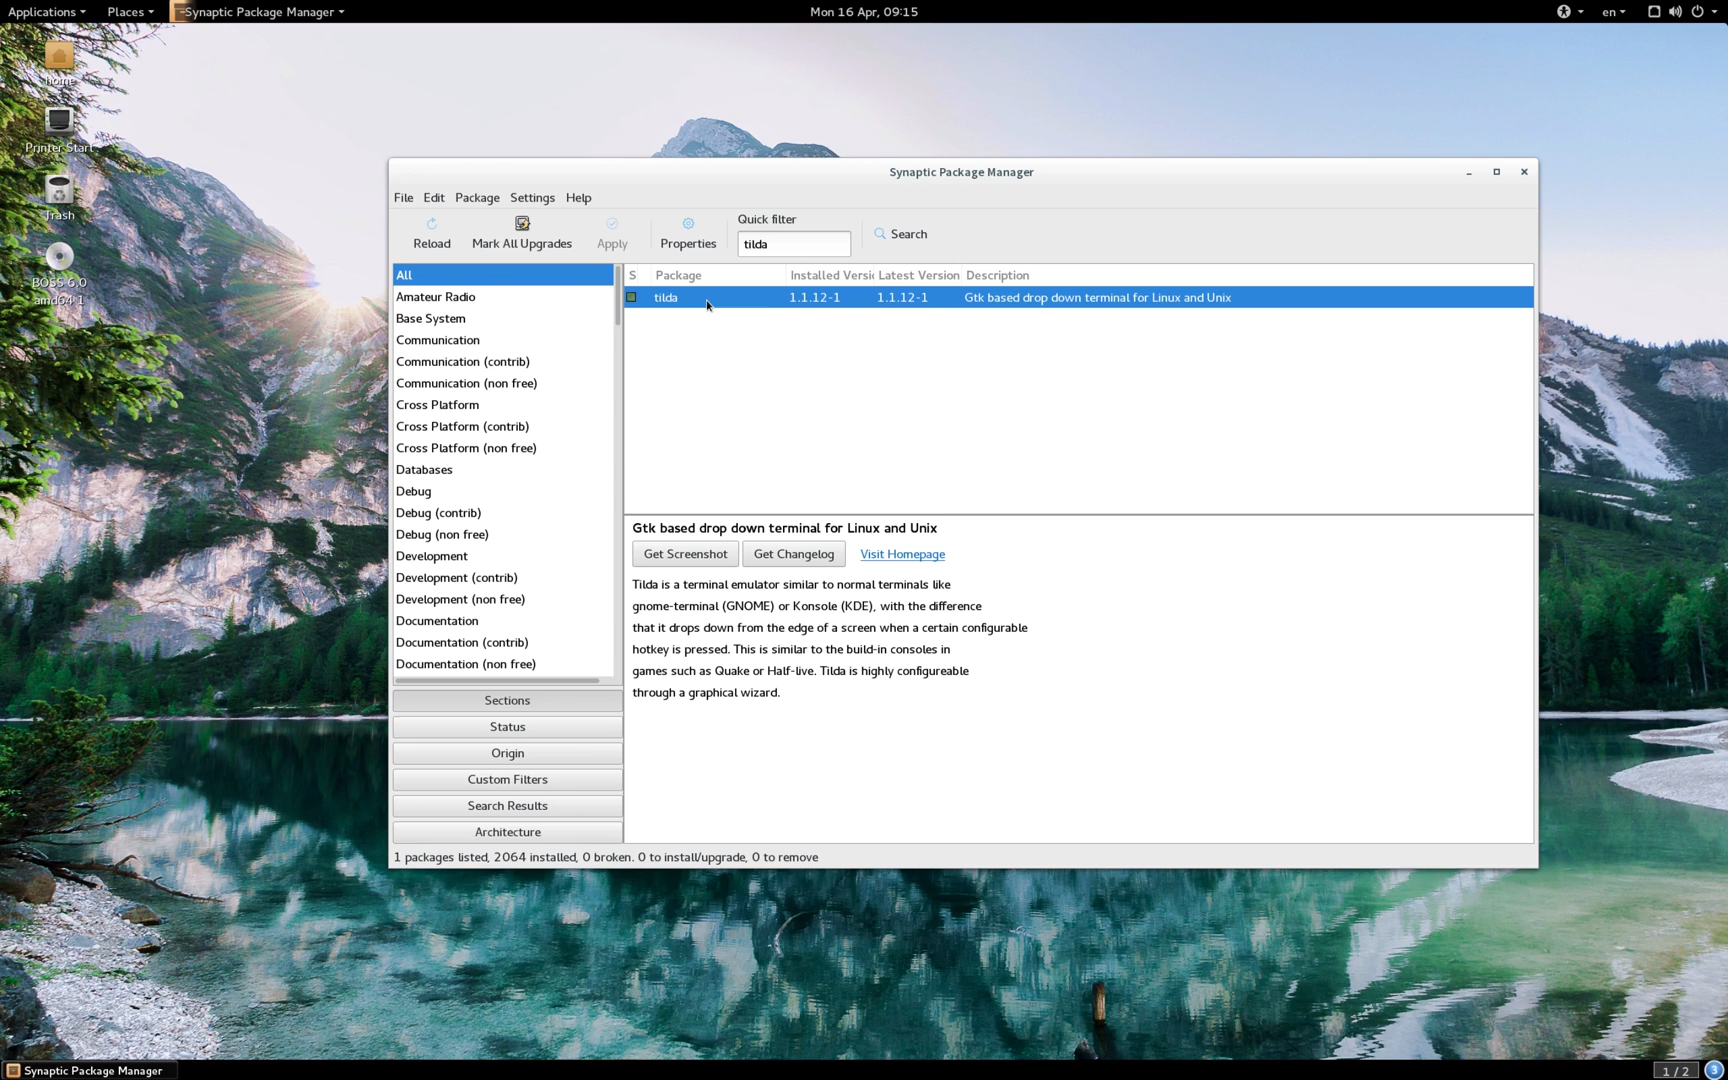 Applications Places Synaptic Package Manager Mon 16 Apr, 09:15 en
home
Printer Start
Trash
BOSS 6.0
amd64 1
Synaptic Package Manager
File Edit Package Settings Help
Reload Mark All Upgrades Apply Properties
Quick filter
tilda
Search
All
Amateur Radio
Base System
Communication
Communication (contrib)
Communication (non free)
Cross Platform
Cross Platform (contrib)
Cross Platform (non free)
Databases
Debug
Debug (contrib)
Debug (non free)
Development
Development (contrib)
Development (non free)
Documentation
Documentation (contrib)
Documentation (non free)
Sections
Status
Origin
Custom Filters
Search Results
Architecture
S Package Installed Versi Latest Version Description
tilda 1.1.12-1 1.1.12-1 Gtk based drop down terminal for Linux and Unix
Gtk based drop down terminal for Linux and Unix
Get Screenshot Get Changelog Visit Homepage
Tilda is a terminal emulator similar to normal terminals like
gnome-terminal (GNOME) or Konsole (KDE), with the difference
that it drops down from the edge of a screen when a certain configurable
hotkey is pressed. This is similar to the build-in consoles in
games such as Quake or Half-live. Tilda is highly configureable
through a graphical wizard.
1 packages listed, 2064 installed, 0 broken. 0 to install/upgrade, 0 to remove
Synaptic Package Manager 1 / 2 3